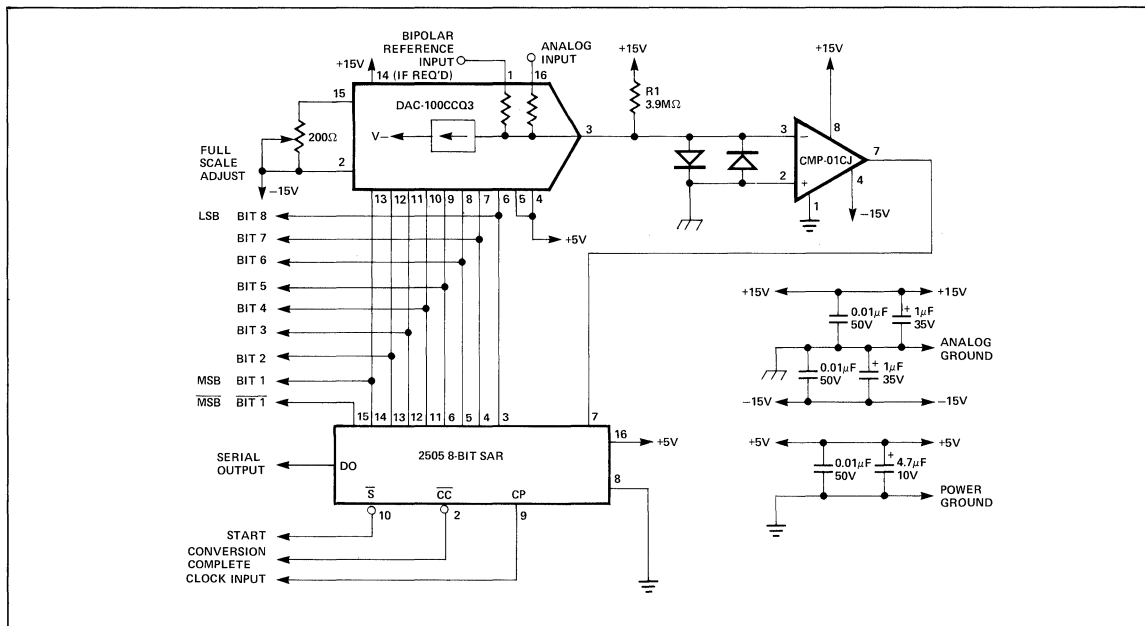 BIPOLAR
REFERENCE
INPUT
ANALOG
INPUT
+15V
14 (IF REQ'D)
1
16
+15V
R1
3.9MΩ
+15V
15
DAC-100CCQ3
V−
3
200Ω
FULL
SCALE
ADJUST
2
−15V
3
−
8
7
CMP-01CJ
2
+
4
1
−15V
13
12
11
10
9
8
7
6
5
4
+5V
LSB BIT 8
BIT 7
BIT 6
BIT 5
BIT 4
BIT 3
BIT 2
MSB BIT 1
M̅S̅B̅ B̅I̅T̅ 1̅
+15V
+15V
0.01μF
50V
+
1μF
35V
ANALOG
GROUND
0.01μF
50V
+
1μF
35V
−15V
−15V
+5V
+5V
0.01μF
50V
+
4.7μF
10V
POWER
GROUND
15
14
13
12
11
6
5
4
3
7
16
+5V
2505 8-BIT SAR
SERIAL
OUTPUT
DO
8
S̅
C̅C̅
CP
10
2
9
START
CONVERSION
COMPLETE
CLOCK INPUT